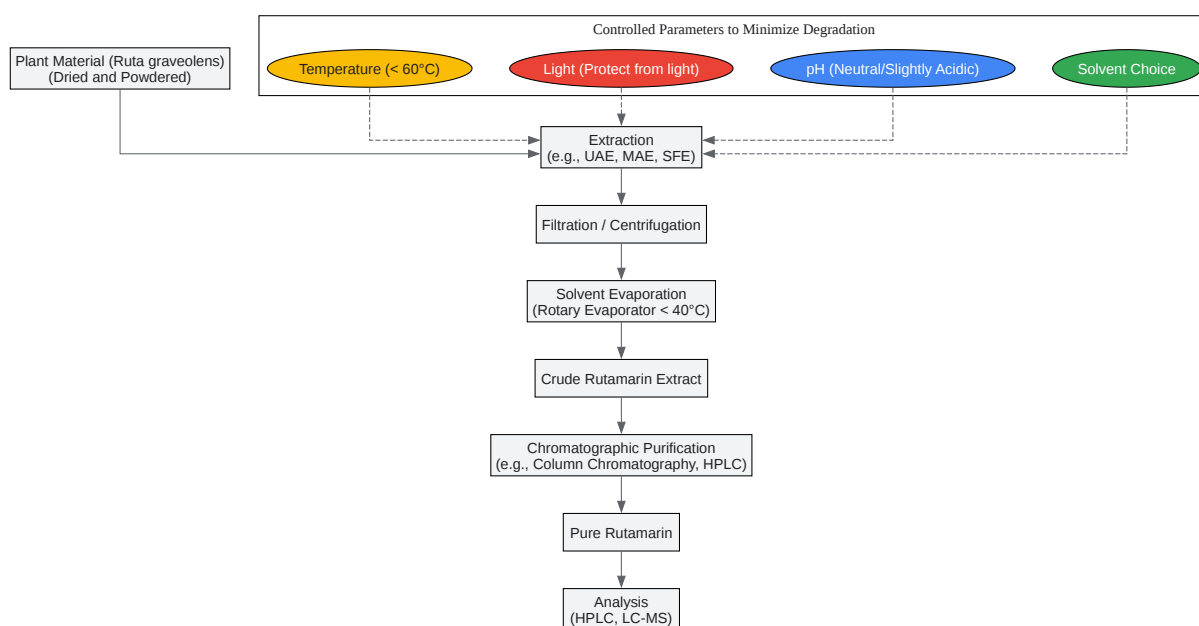 Controlled Parameters to Minimize Degradation
Plant Material (Ruta graveolens)
(Dried and Powdered)
Temperature (< 60°C)
Light (Protect from light)
pH (Neutral/Slightly Acidic)
Solvent Choice
Extraction
(e.g., UAE, MAE, SFE)
Filtration / Centrifugation
Solvent Evaporation
(Rotary Evaporator < 40°C)
Crude Rutamarin Extract
Chromatographic Purification
(e.g., Column Chromatography, HPLC)
Pure Rutamarin
Analysis
(HPLC, LC-MS)